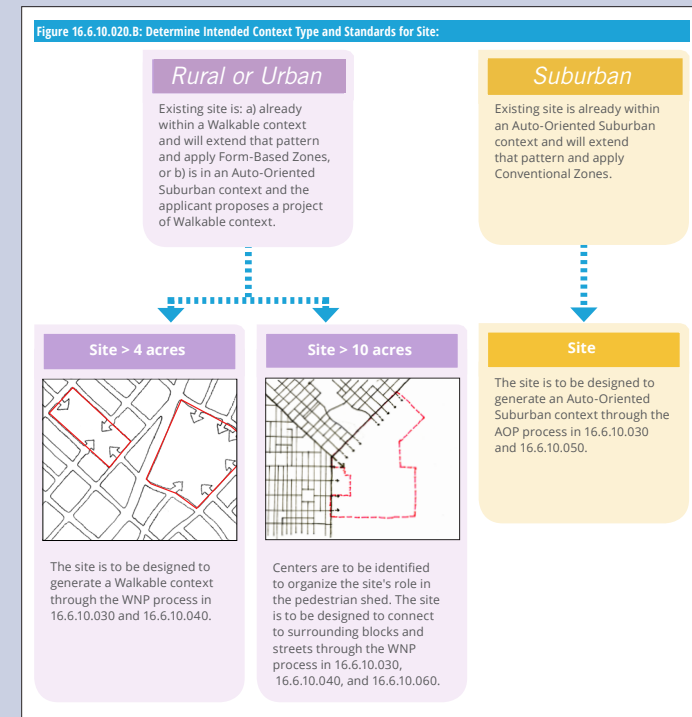 Figure 16.6.10.020.B: Determine Intended Context Type and Standards for Site:
Rural or Urban
Existing site is: a) already
within a Walkable context
and will extend that pattern
and apply Form-Based Zones,
or b) is in an Auto-Oriented
Suburban context and the
applicant proposes a project
of Walkable context.
Suburban
Existing site is already within
an Auto-Oriented Suburban
context and will extend
that pattern and apply
Conventional Zones.
Site > 4 acres
The site is to be designed to
generate a Walkable context
through the WNP process in
16.6.10.030 and 16.6.10.040.
Site > 10 acres
Centers are to be identified
to organize the site's role in
the pedestrian shed. The site
is to be designed to connect
to surrounding blocks and
streets through the WNP
process in 16.6.10.030,
16.6.10.040, and 16.6.10.060.
Site
The site is to be designed to
generate an Auto-Oriented
Suburban context through the
AOP process in 16.6.10.030
and 16.6.10.050.